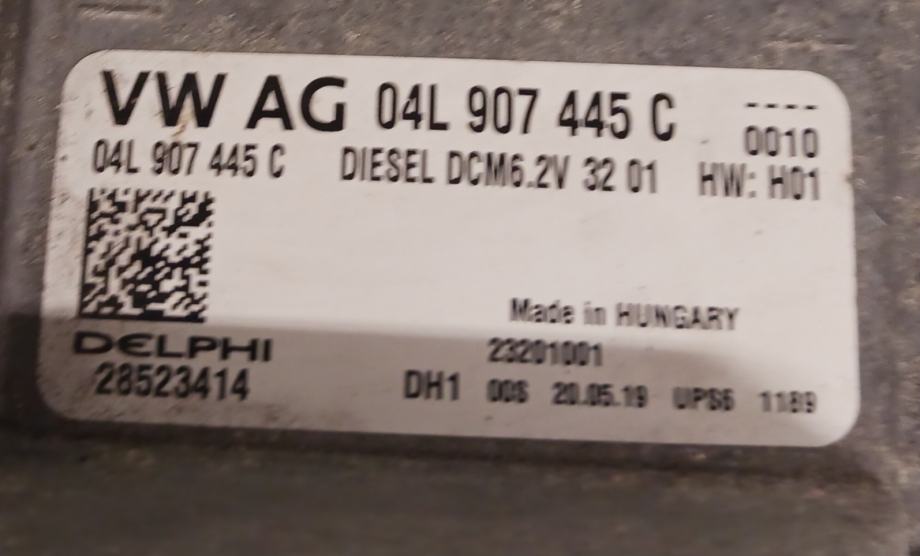 VW AG 04L 907 445 C ----
0010
04L 907 445 C DIESEL DCM6.2V 32 01 HW: H01
Made in HUNGARY
DELPHI 23201001
28523414 DH1 00S 20.05.19 UPS6 1189